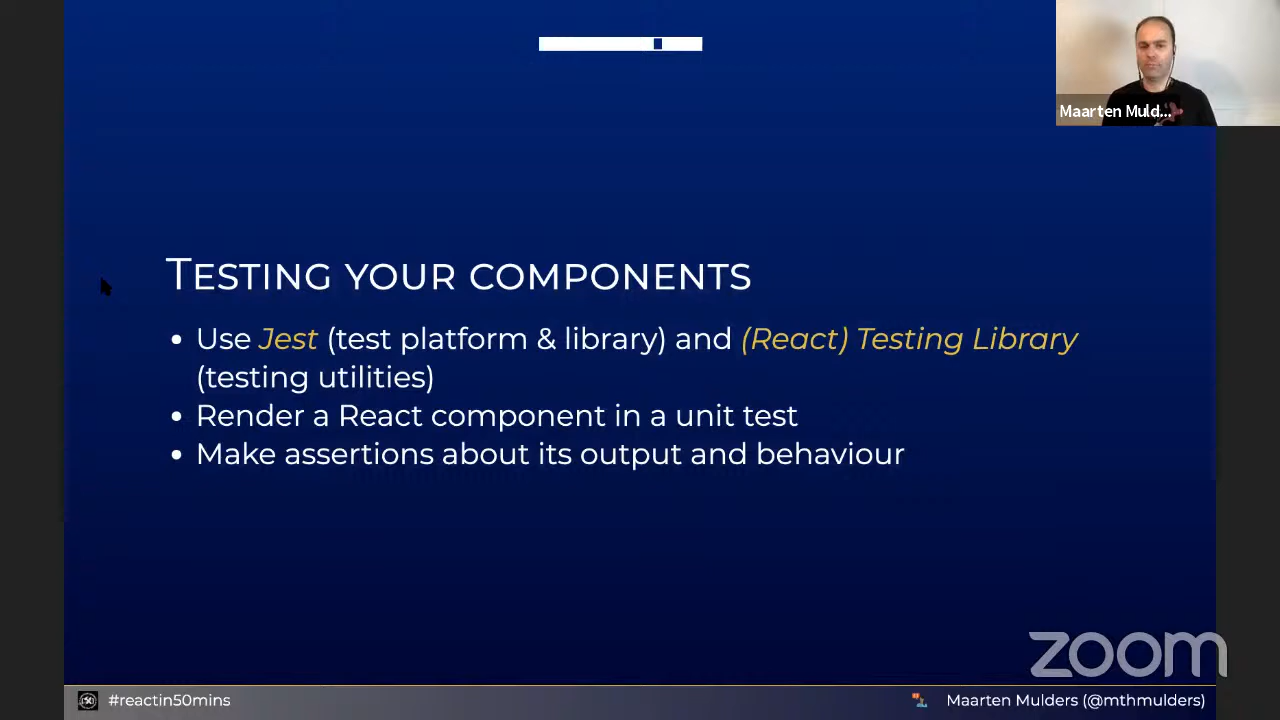 Maarten Muld...
TESTING YOUR COMPONENTS
• Use Jest (test platform & library) and (React) Testing Library
(testing utilities)
• Render a React component in a unit test
• Make assertions about its output and behaviour
zoom
#reactin50mins
Maarten Mulders (@mthmulders)